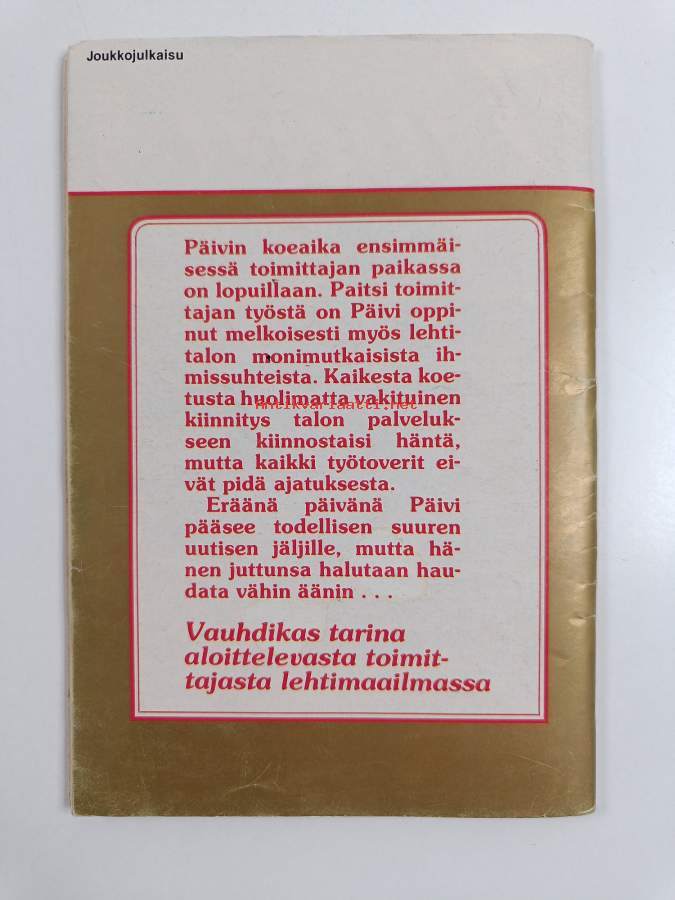 Joukkojulkaisu
Päivin koeaika ensimmäi-
sessä toimittajan paikassa
on lopuillaan. Paitsi toimit-
tajan työstä on Päivi oppi-
nut melkoisesti myös lehti-
talon monimutkaisista ih-
missuhteista. Kaikesta koe-
tusta huolimatta vakituinen
antikvariaatti.net
kiinnitys talon palveluk-
seen kiinnostaisi häntä,
mutta kaikki työtoverit ei-
vät pidä ajatuksesta.
Eräänä päivänä Päivi
pääsee todellisen suuren
uutisen jäljille, mutta hä-
nen juttunsa halutaan hau-
data vähin äänin . . .
Vauhdikas tarina
aloittelevasta toimit-
tajasta lehtimaailmassa